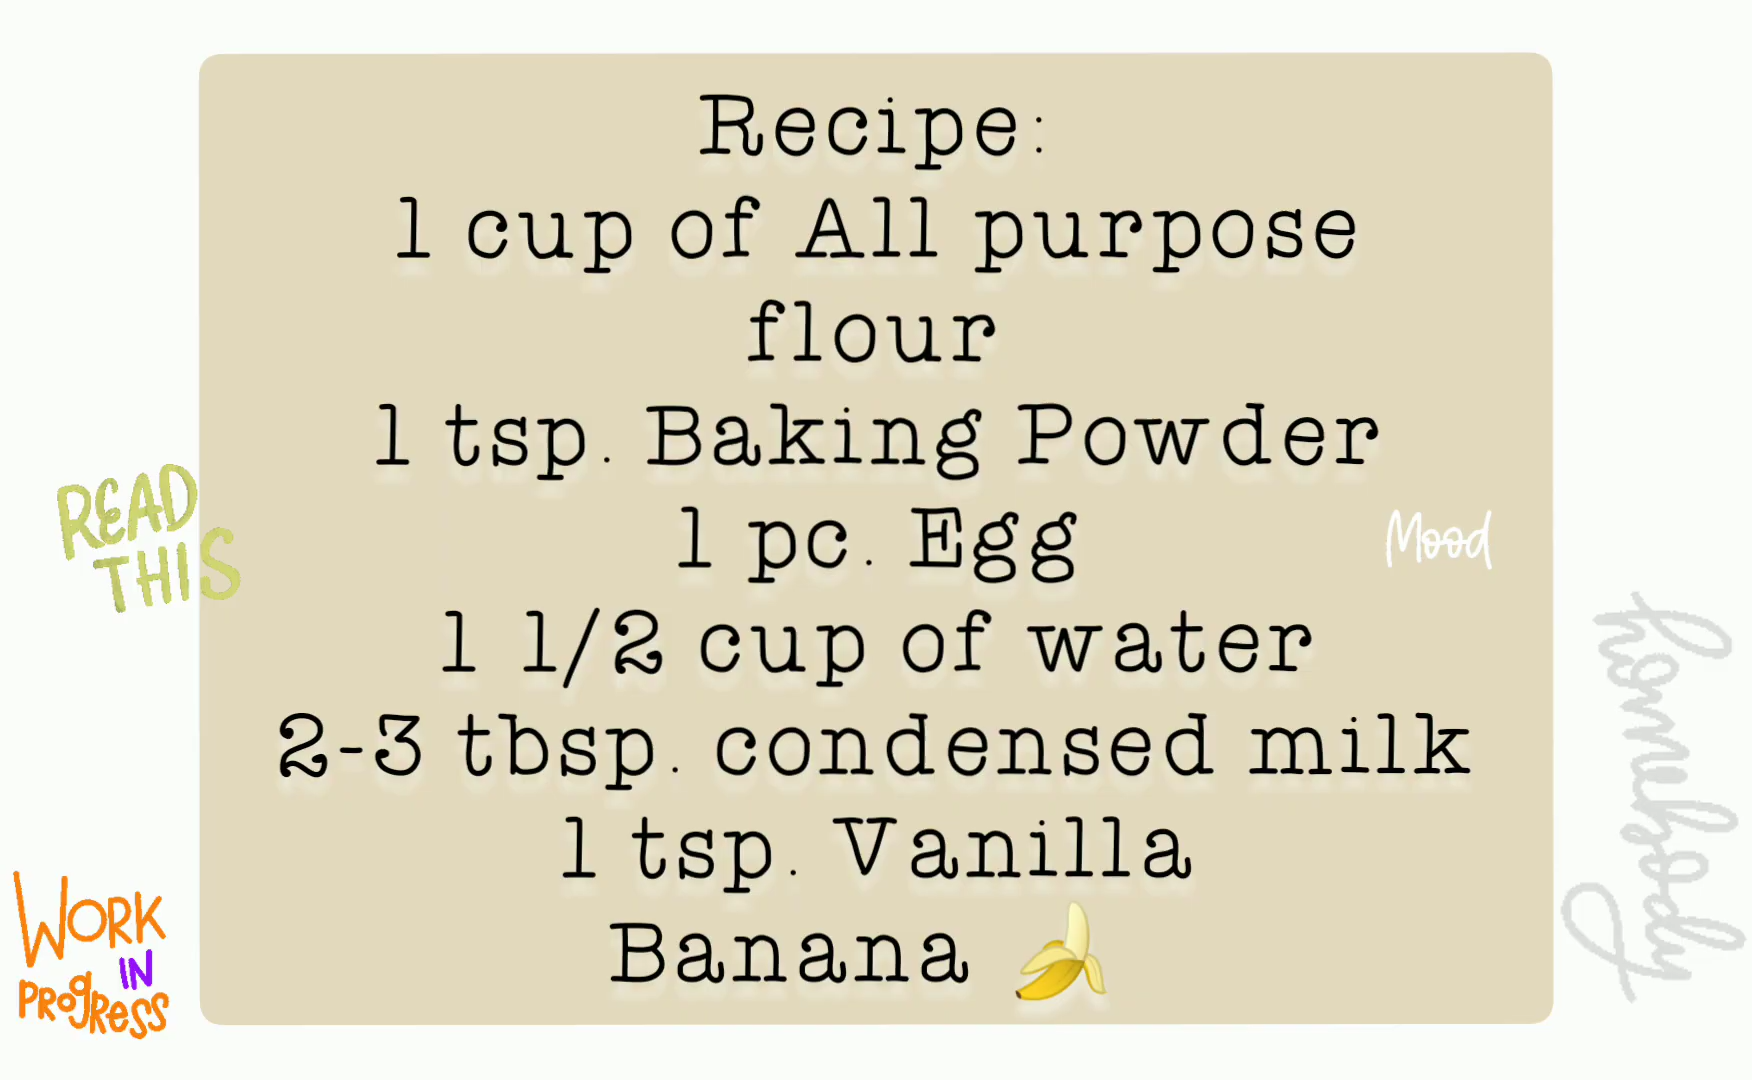 Recipe:
1 cup of All purpose
flour
1 tsp. Baking Powder
1 pc. Egg
1 1/2 cup of water
2-3 tbsp. condensed milk
1 tsp. Vanilla
Banana 🍌
READ
THIS
Mood
homebody
WORK
IN
PROgRESS